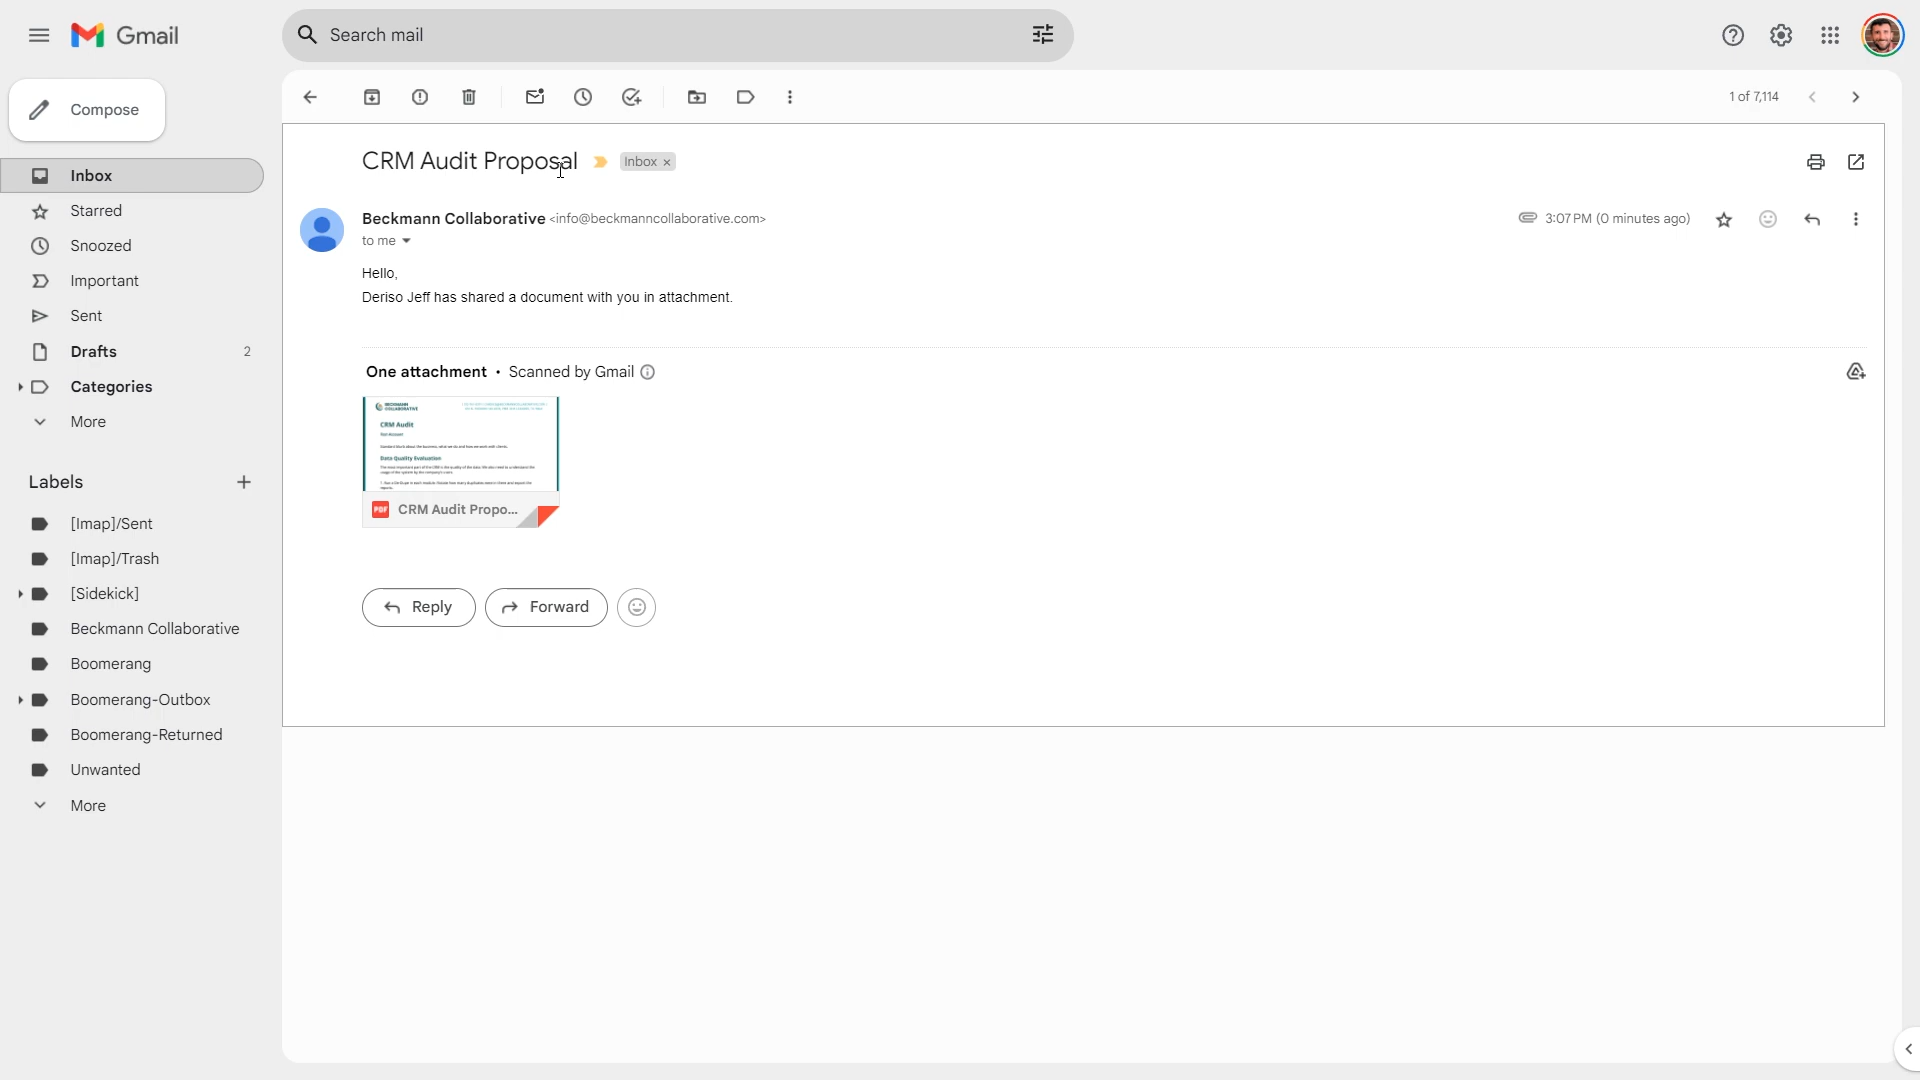 Gmail
Search mail
Compose
Inbox
Starred
Snoozed
Important
Sent
Drafts 2
Categories
More
Labels
[Imap]/Sent
[Imap]/Trash
[Sidekick]
Beckmann Collaborative
Boomerang
Boomerang-Outbox
Boomerang-Returned
Unwanted
More
1 of 7,114
CRM Audit Proposal
Inbox ×
Beckmann Collaborative <info@beckmanncollaborative.com>
3:07 PM (0 minutes ago)
to me
Hello,
Deriso Jeff has shared a document with you in attachment.
One attachment • Scanned by Gmail
BECKMANN
COLLABORATIVE
CRM Audit
Data Quality Evaluation
PDF CRM Audit Propo...
Reply
Forward